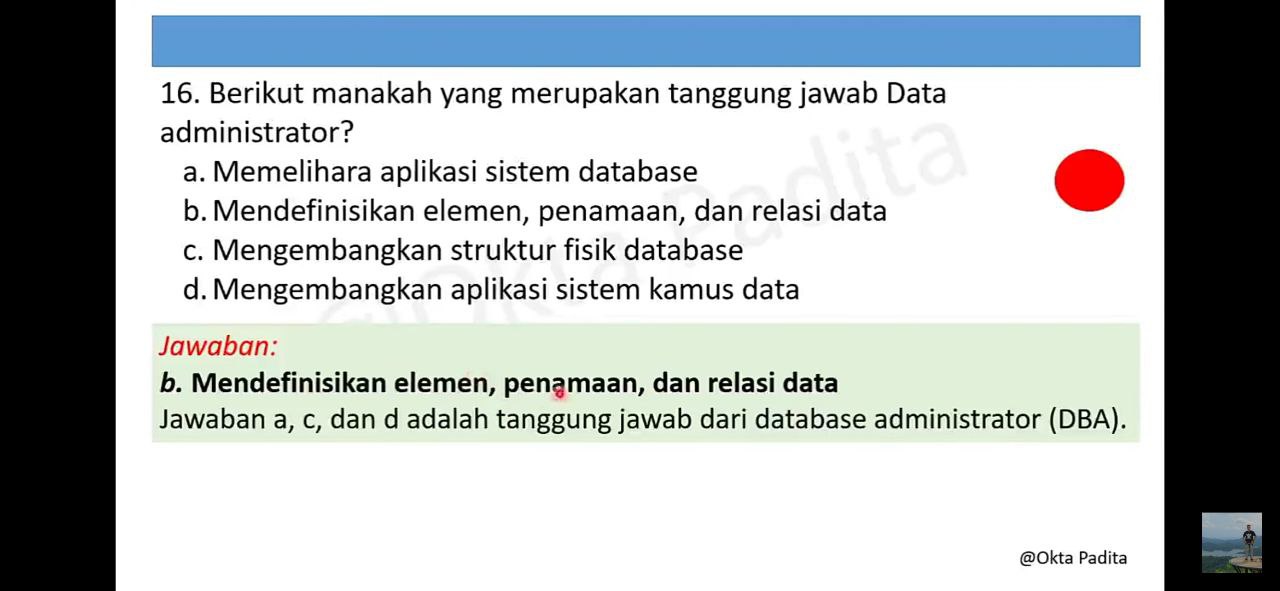 16. Berikut manakah yang merupakan tanggung jawab Data
administrator?
a. Memelihara aplikasi sistem database
b. Mendefinisikan elemen, penamaan, dan relasi data
c. Mengembangkan struktur fisik database
d. Mengembangkan aplikasi sistem kamus data
@Okta Padita
Jawaban:
b. Mendefinisikan elemen, penamaan, dan relasi data
Jawaban a, c, dan d adalah tanggung jawab dari database administrator (DBA).
@Okta Padita